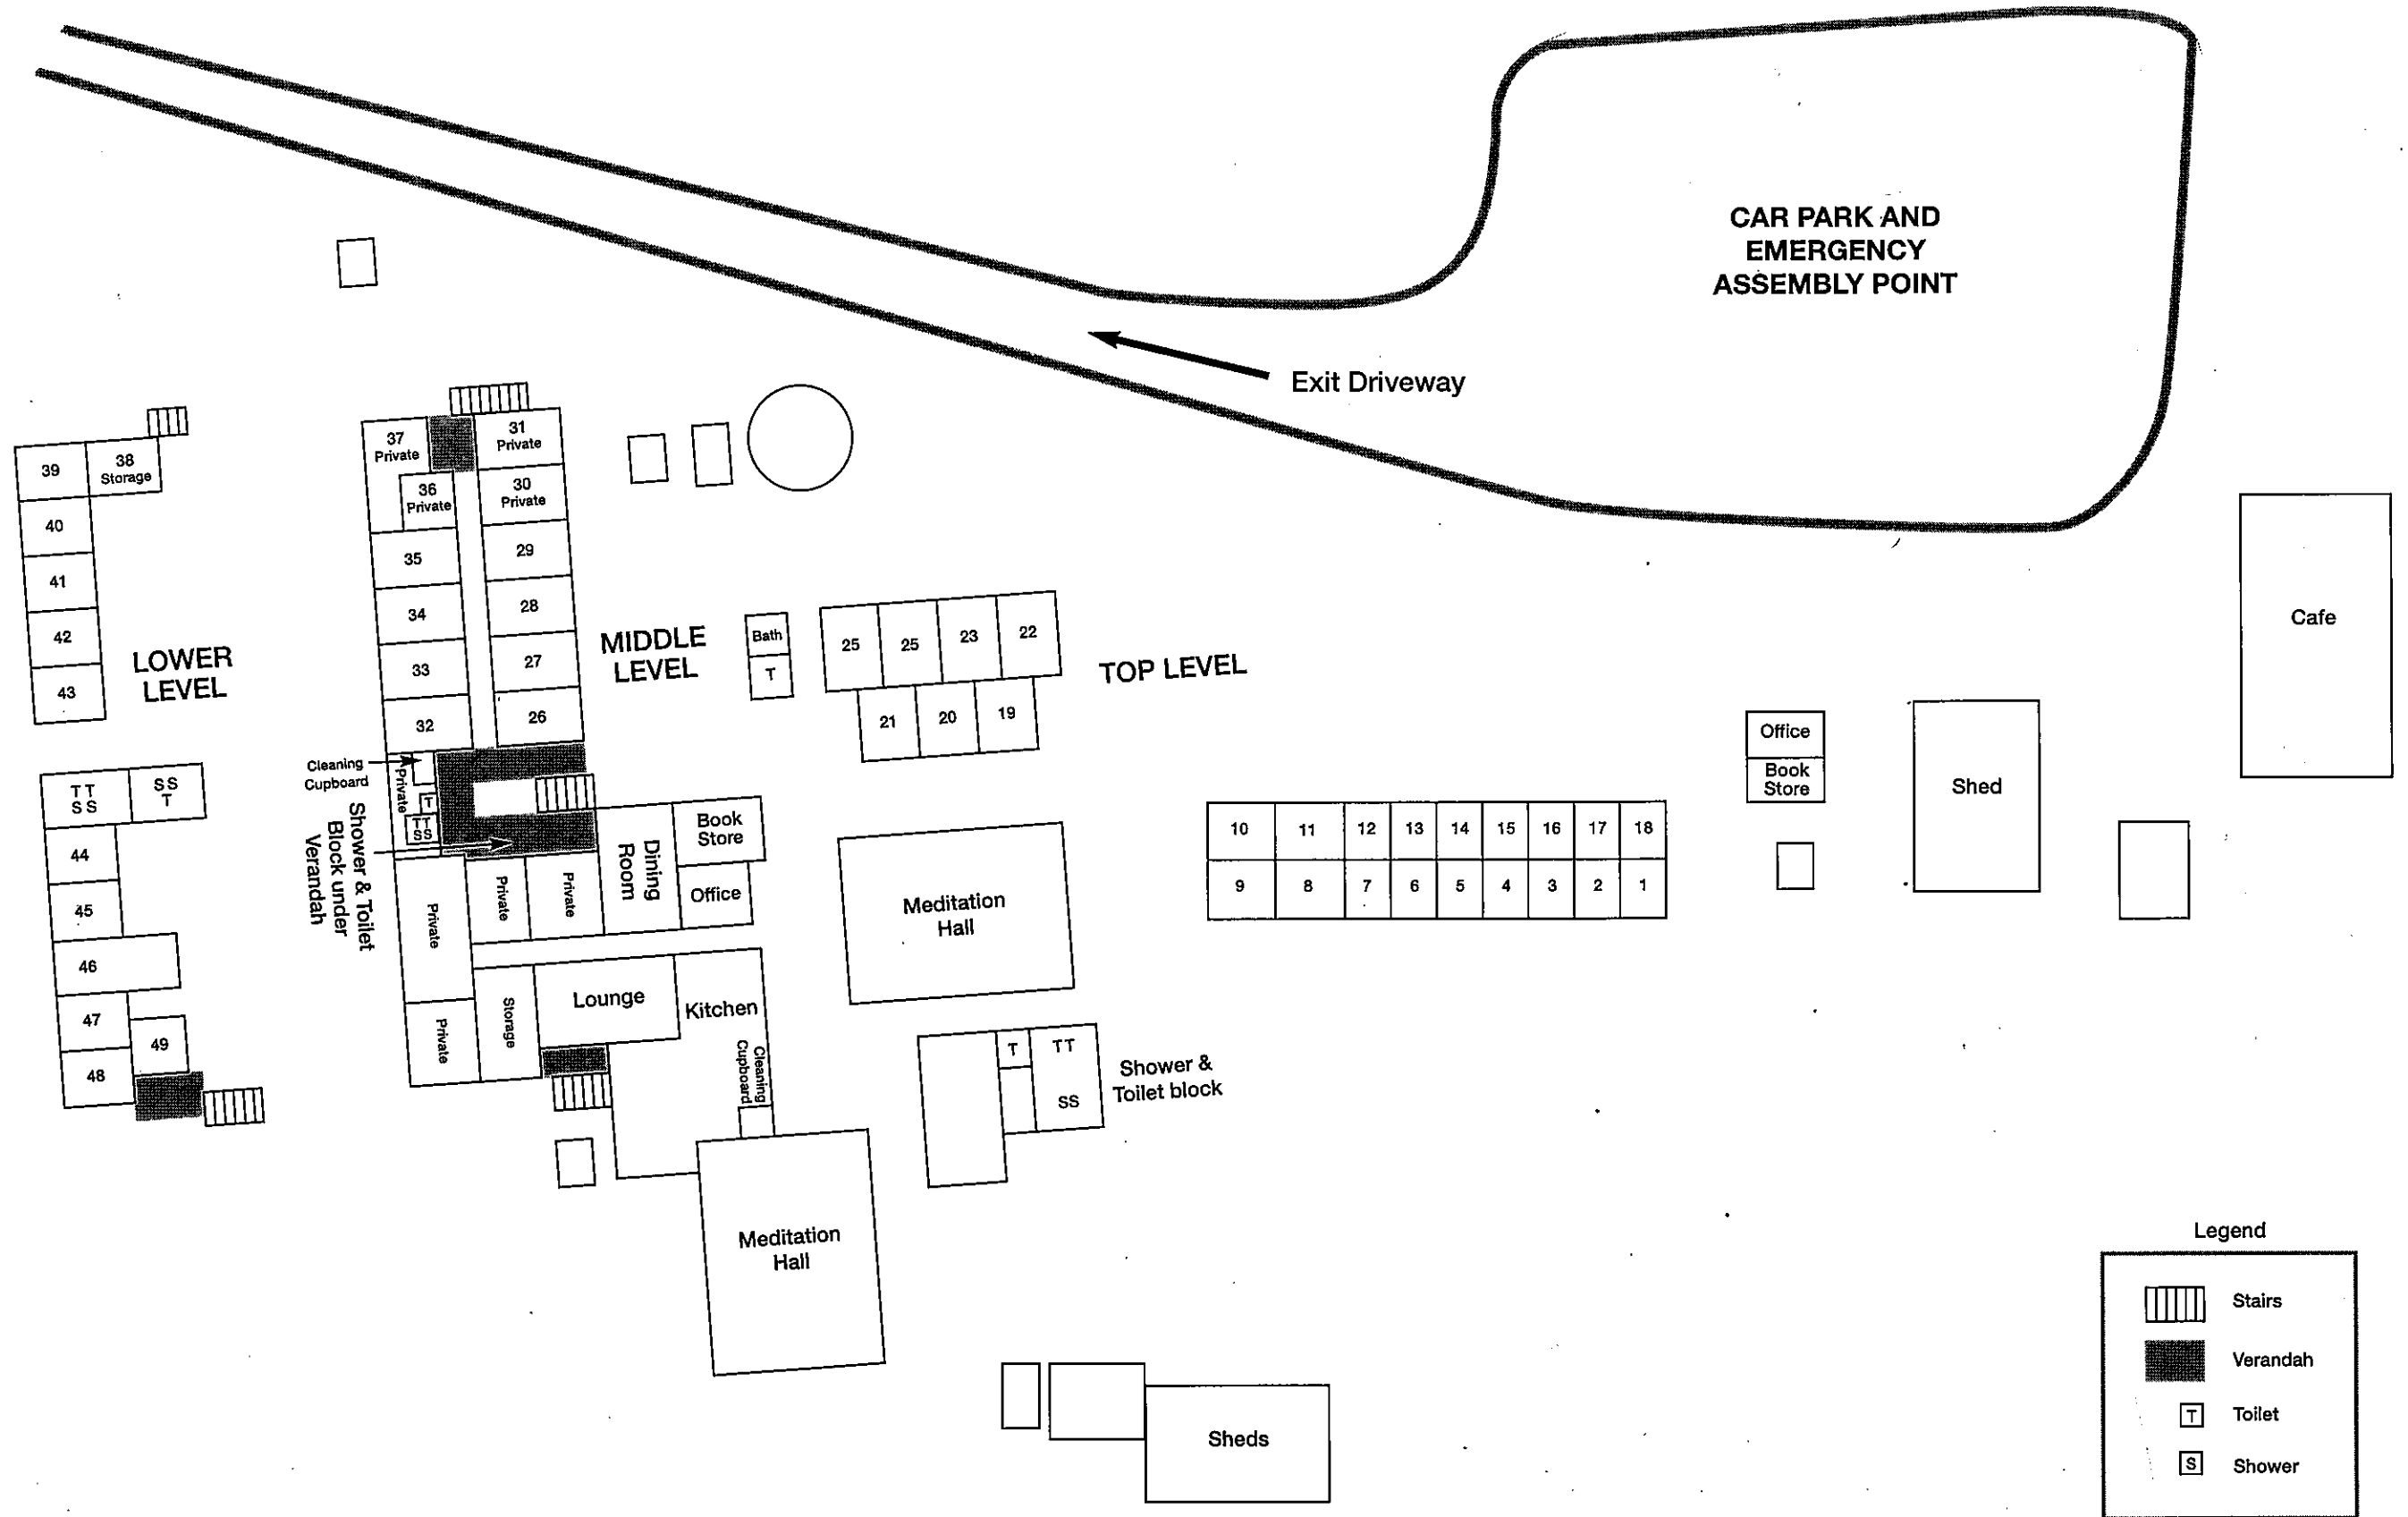 CAR PARK AND
EMERGENCY
ASSEMBLY POINT
Exit Driveway
37
Private
31
Private
39
38
Storage
36
Private
30
Private
40
35
29
41
34
28
42
33
27
43
32
26
LOWER
LEVEL
MIDDLE
LEVEL
Bath
T
25
25
23
22
21
20
19
TOP LEVEL
Cafe
Office
Book
Store
Shed
Cleaning
Cupboard
Private
T
TT
SS
Shower & Toilet
Block under
Verandah
TT
SS
SS
T
44
45
46
47
49
48
Private
Private
Private
Dining
Room
Book
Store
Office
Private
Storage
Lounge
Kitchen
Cleaning
Cupboard
Meditation
Hall
10
11
12
13
14
15
16
17
18
9
8
7
6
5
4
3
2
1
T
TT
SS
Shower &
Toilet block
Meditation
Hall
Sheds
Legend
Stairs
Verandah
T
Toilet
S
Shower